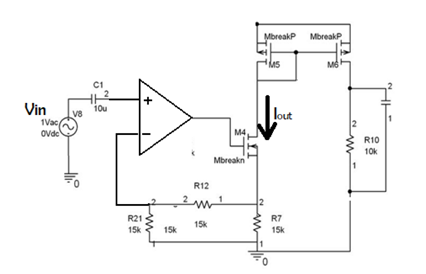 MbreakP MbreakP
M5 M6
C1
2
10u
Vin
V8
1Vac
0Vdc
+
−
M4
Mbreakn
Iout
2
2
R10
10k
1
1
k
R12
2 2 1 2
15k
R21
15k 15k
R7
15k
1
0
0